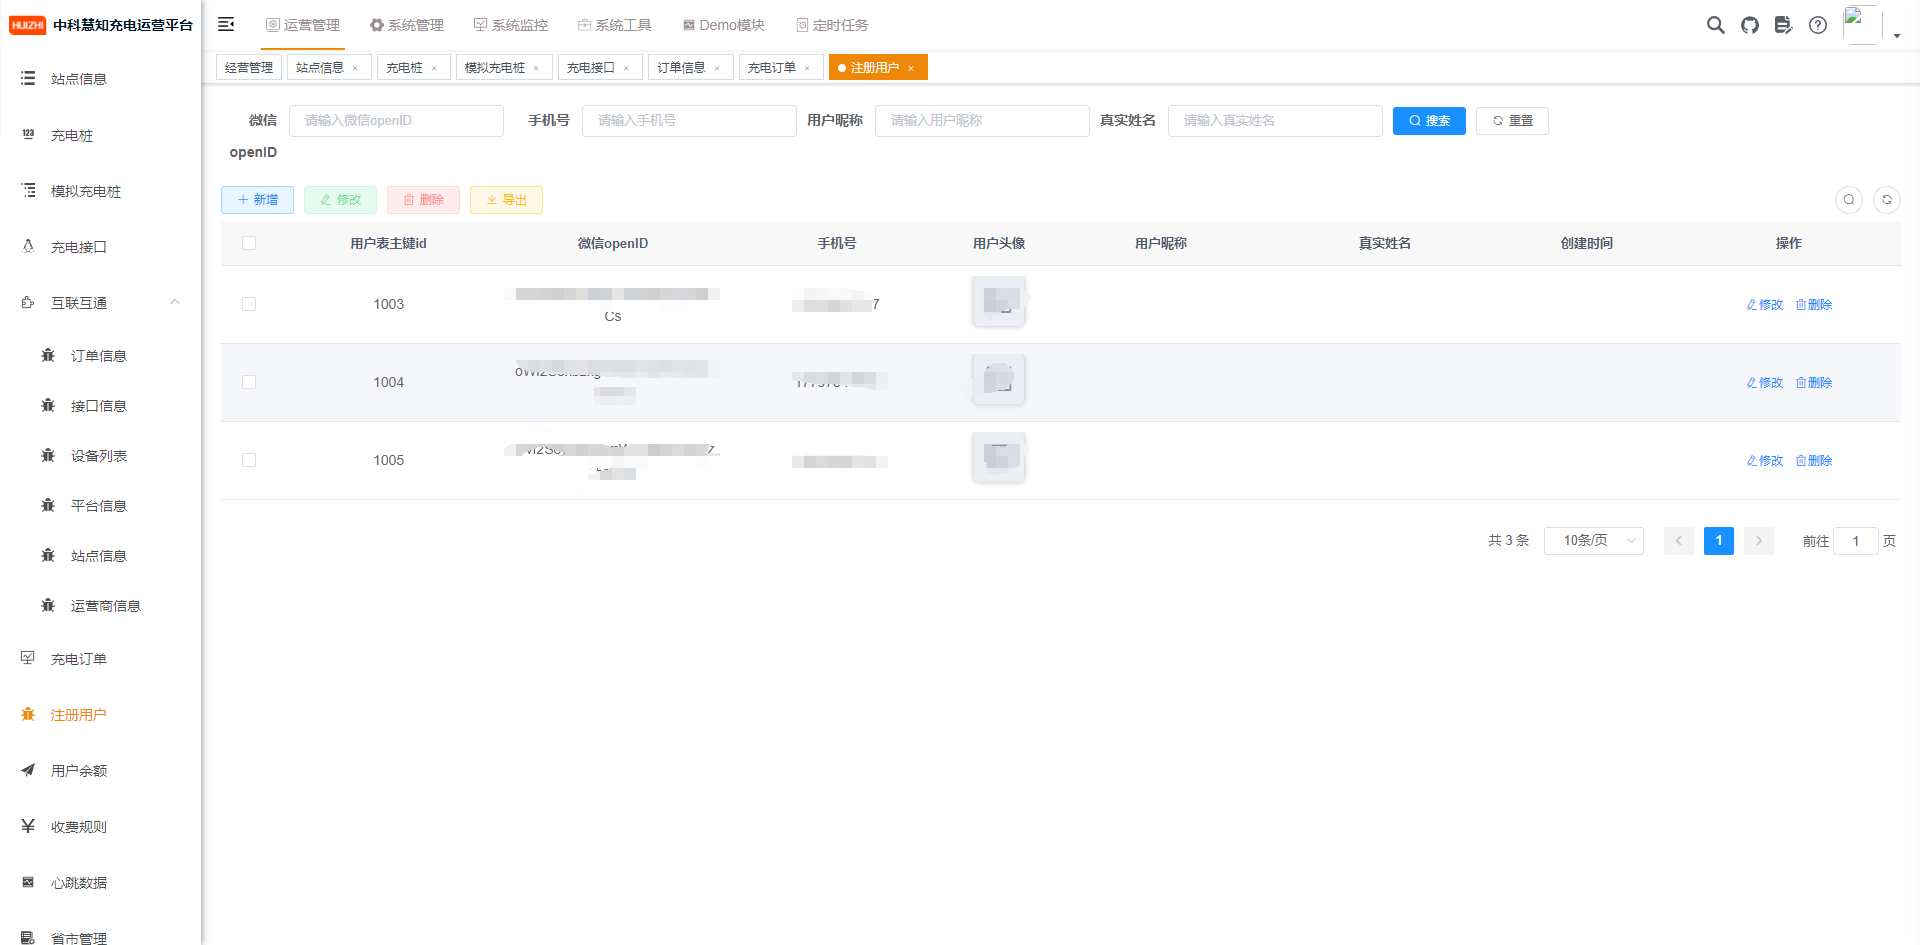 HUIZHI 中科慧知充电运营平台
运营管理 系统管理 系统监控 系统工具 Demo模块 定时任务
经营管理 站点信息 × 充电桩 × 模拟充电桩 × 充电接口 × 订单信息 × 充电订单 × 注册用户 ×
站点信息
充电桩
模拟充电桩
充电接口
互联互通
订单信息
接口信息
设备列表
平台信息
站点信息
运营商信息
充电订单
注册用户
用户余额
收费规则
心跳数据
省市管理
微信 请输入微信openID 手机号 请输入手机号 用户昵称 请输入用户昵称 真实姓名 请输入真实姓名 搜索 重置
openID
新增 修改 删除 导出
用户表主键id 微信openID 手机号 用户头像 用户昵称 真实姓名 创建时间 操作
1003 7 修改 删除
Cs
1004 修改 删除
1005 修改 删除
共 3 条 10条/页 1 前往 1 页